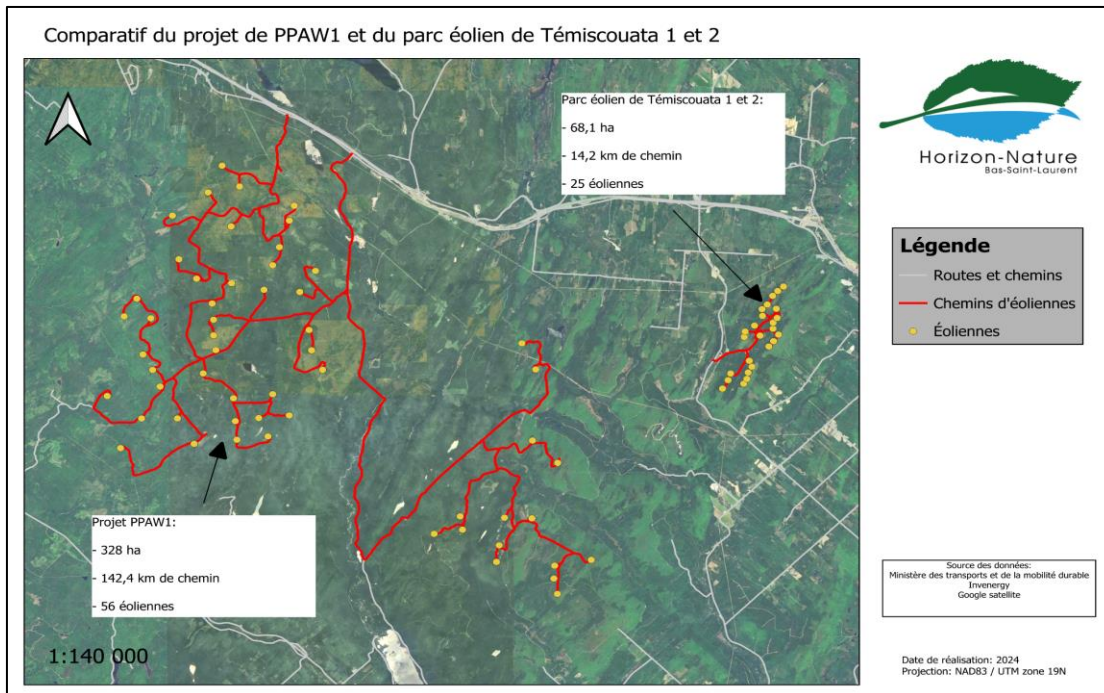 Comparatif du projet de PPAW1 et du parc éolien de Témiscouata 1 et 2
Parc éolien de Témiscouata 1 et 2:
- 68,1 ha
- 14,2 km de chemin
- 25 éoliennes
Projet PPAW1:
- 328 ha
- 142,4 km de chemin
- 56 éoliennes
1:140 000
Horizon-Nature
Bas-Saint-Laurent
Légende
Routes et chemins
Chemins d'éoliennes
Éoliennes
Source des données:
Ministère des transports et de la mobilité durable
Invenergy
Google satellite
Date de réalisation: 2024
Projection: NAD83 / UTM zone 19N